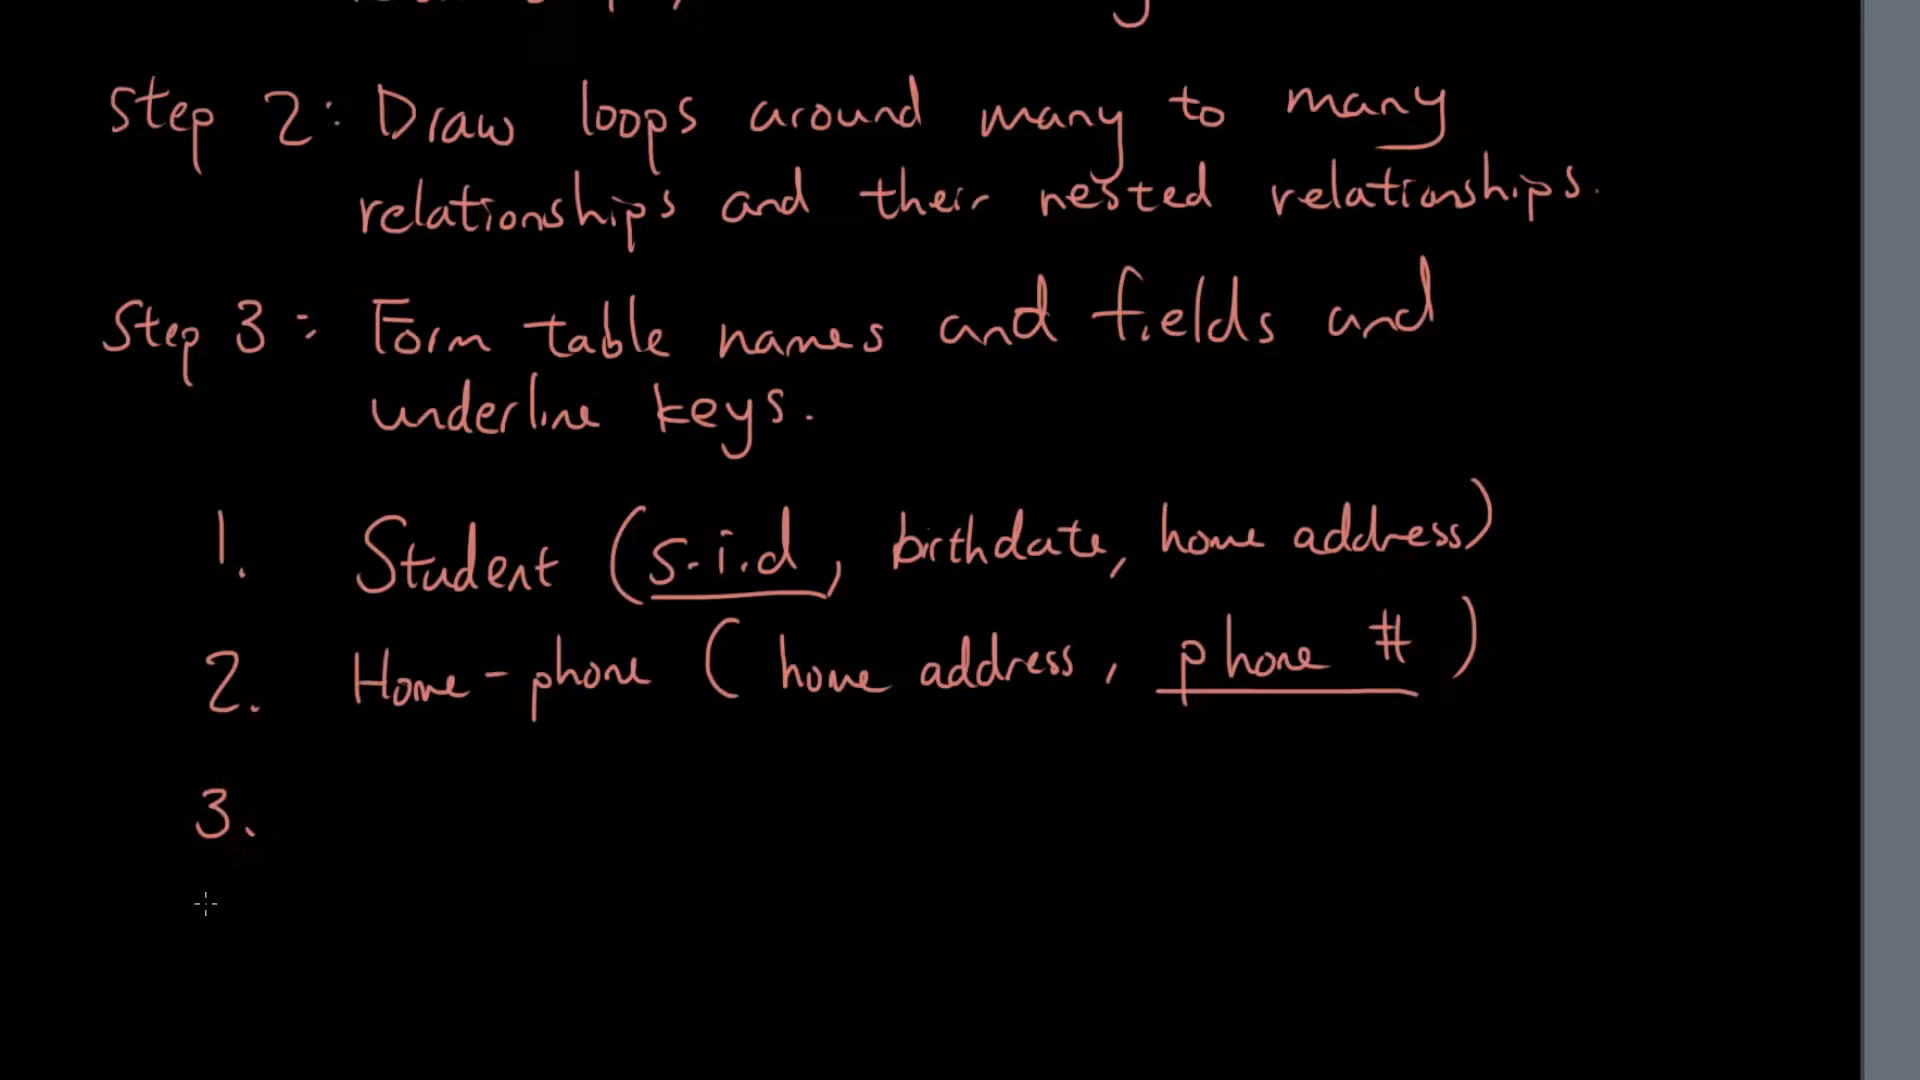 Step 2: Draw loops around many to many
relationships and their nested relationships.
Step 3: Form table names and fields and
underline keys.
1. Student (s.i.d, birthdate, home address)
2. Home-phone (home address, phone #)
3.